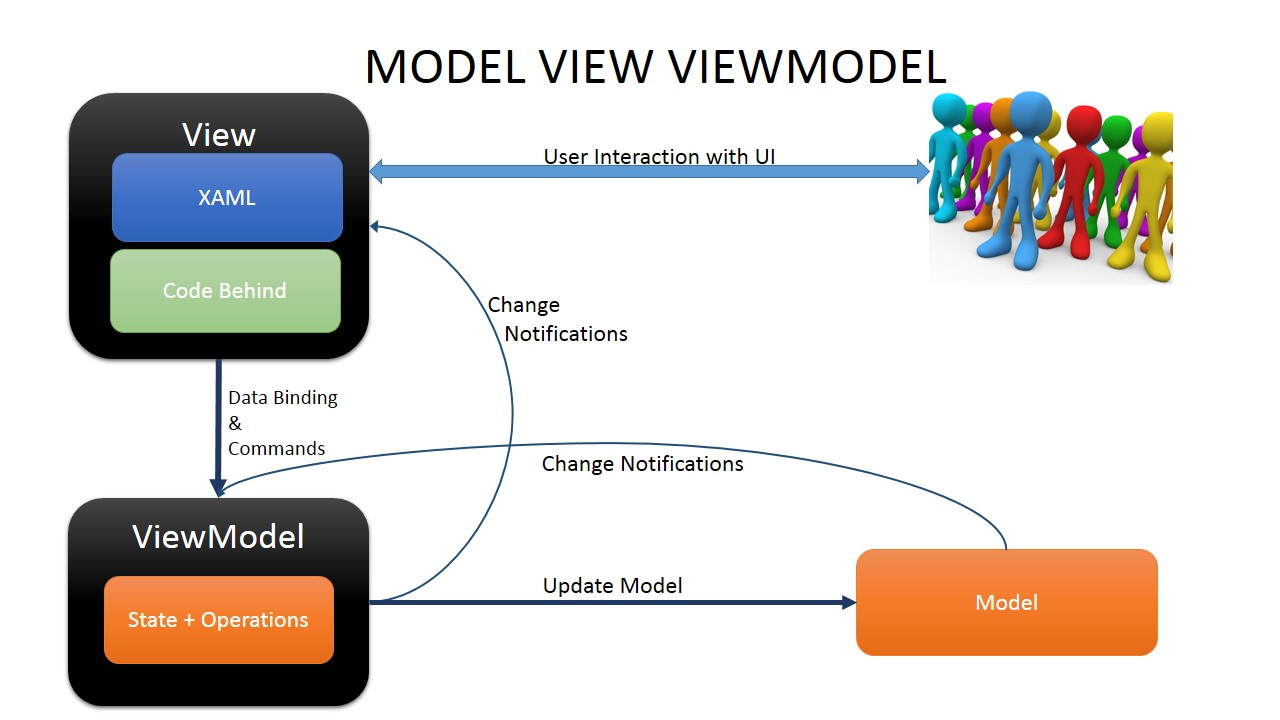 MODEL VIEW VIEWMODEL
View
User Interaction with UI
XAML
Code Behind
Change
Notifications
Data Binding
&
Commands
Change Notifications
ViewModel
Update Model
State + Operations
Model